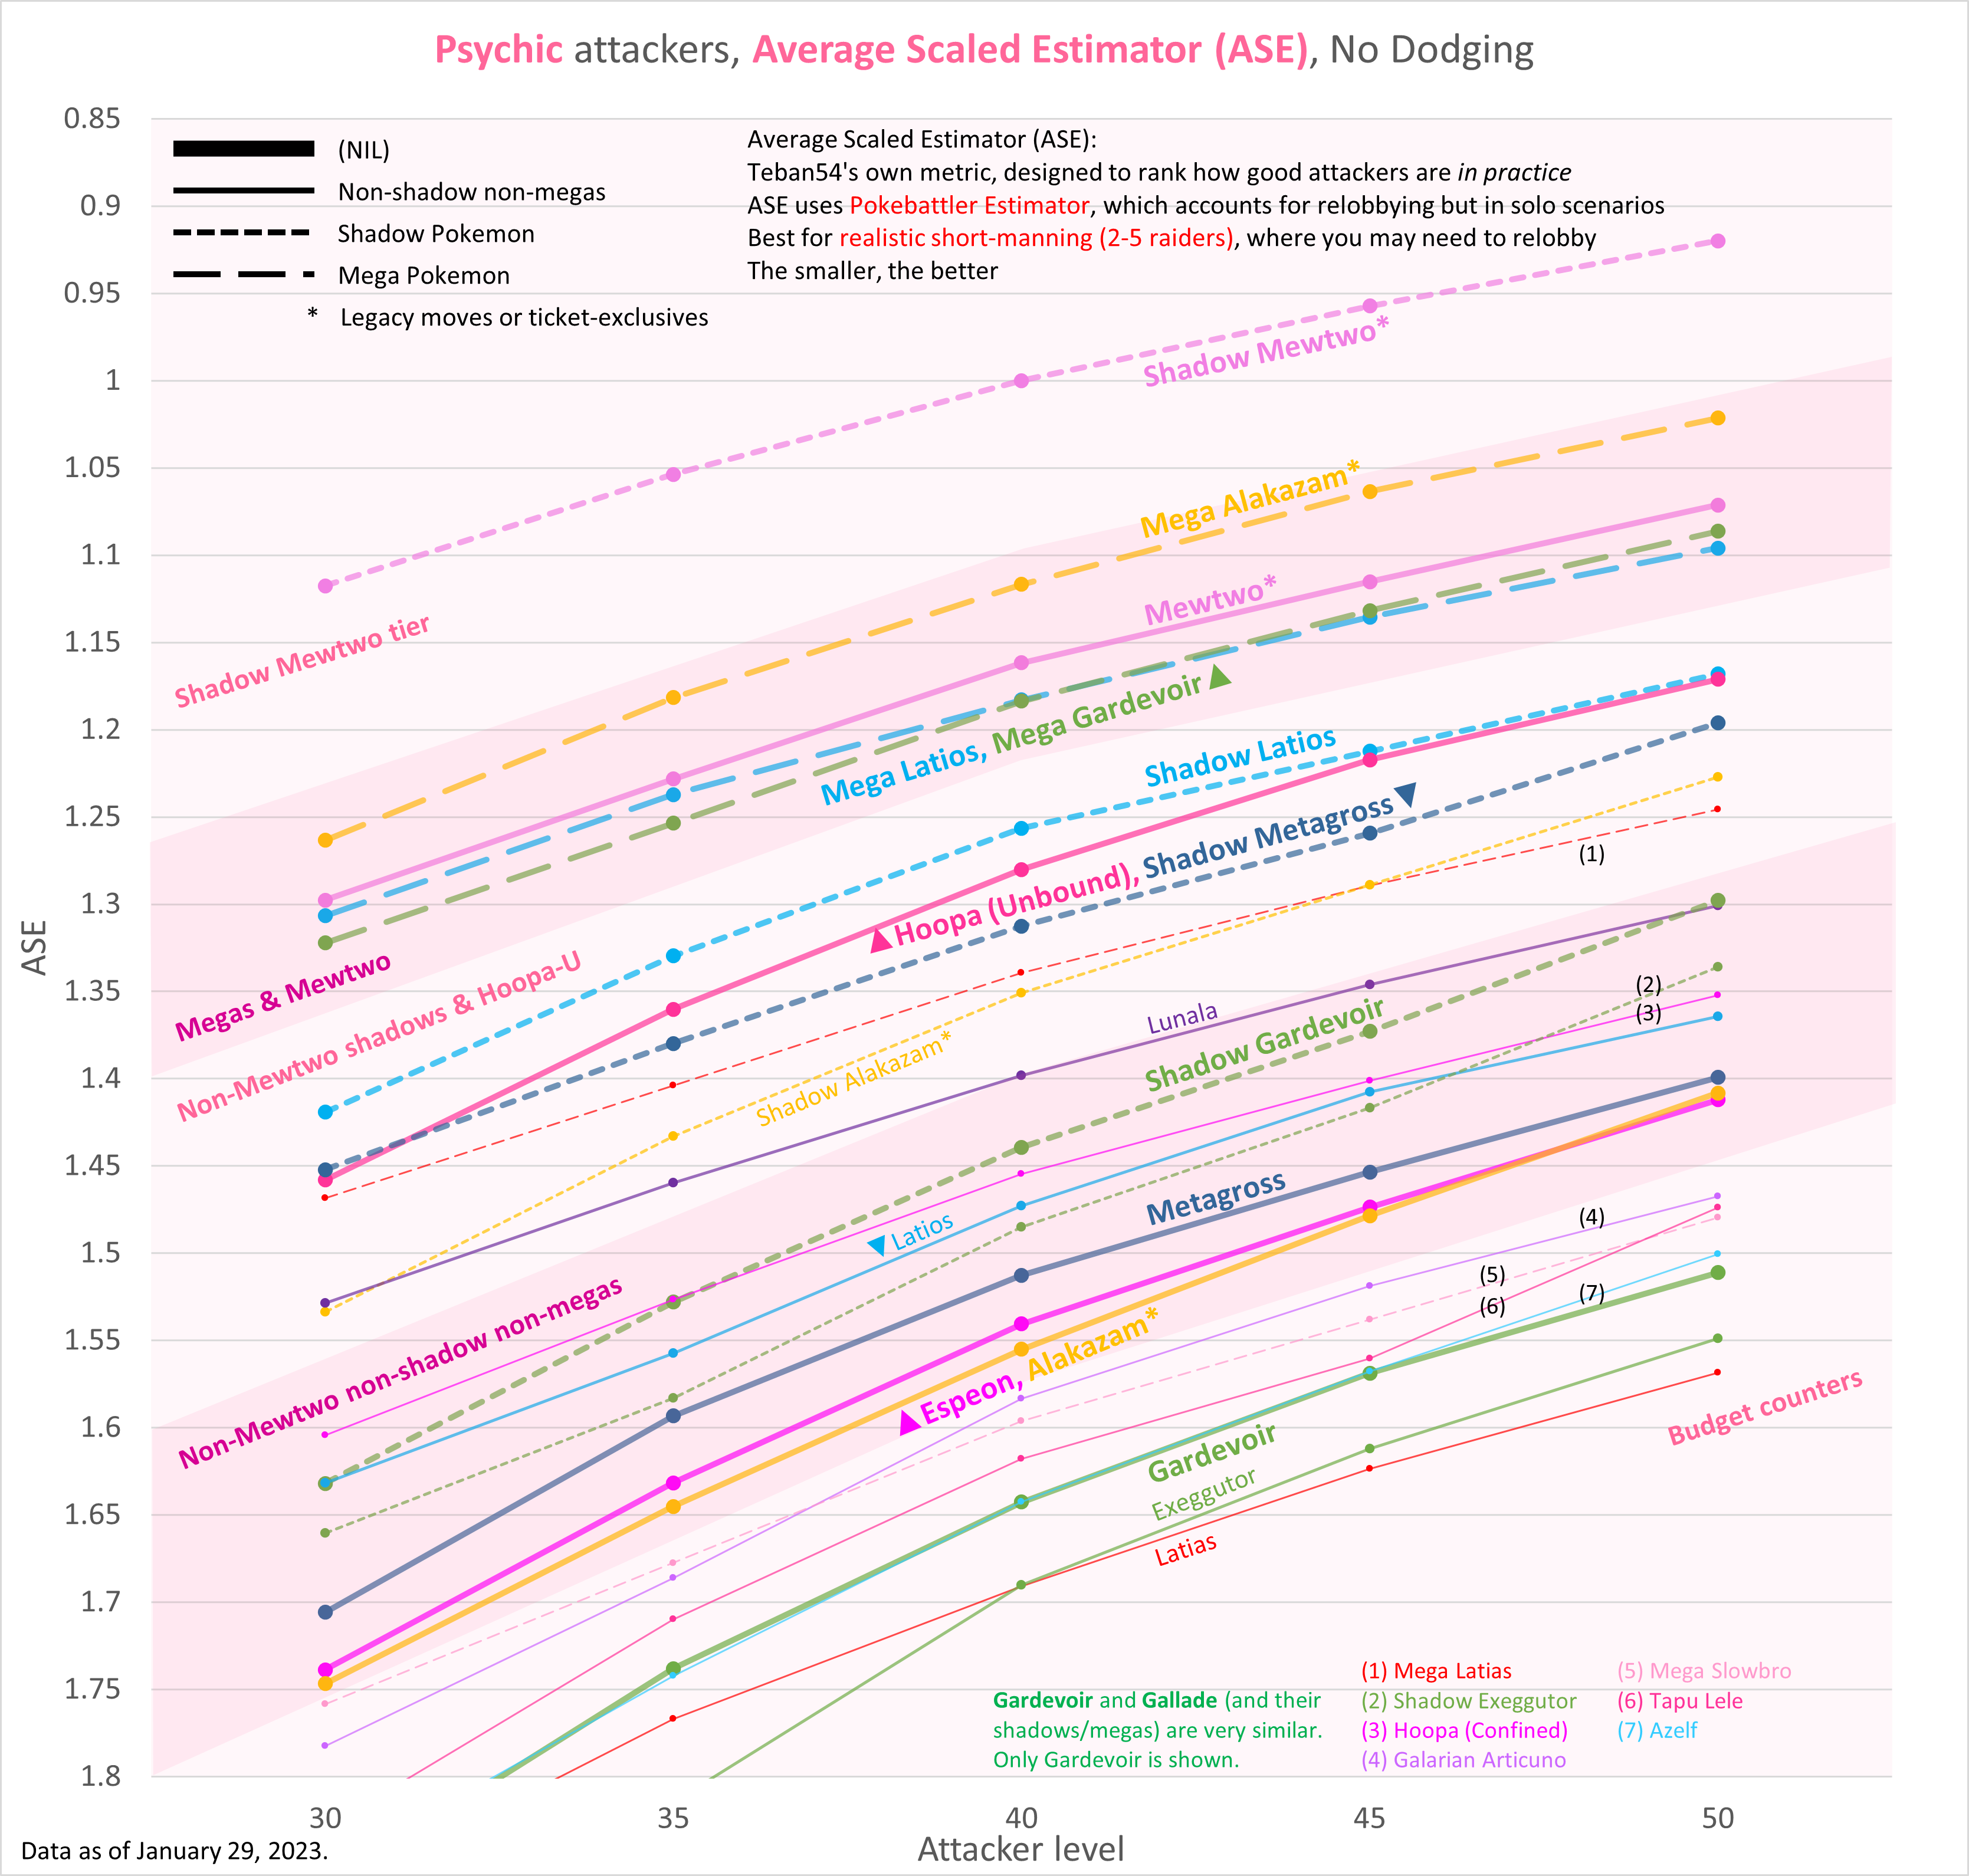 Psychic attackers, Average Scaled Estimator (ASE), No Dodging
0.85
0.9
0.95
1
1.05
1.1
1.15
1.2
1.25
1.3
1.35
1.4
1.45
1.5
1.55
1.6
1.65
1.7
1.75
1.8
ASE
(NIL)
Non-shadow non-megas
Shadow Pokemon
Mega Pokemon
* Legacy moves or ticket-exclusives
Average Scaled Estimator (ASE):
Teban54's own metric, designed to rank how good attackers are in practice
ASE uses Pokebattler Estimator, which accounts for relobbying but in solo scenarios
Best for realistic short-manning (2-5 raiders), where you may need to relobby
The smaller, the better
Shadow Mewtwo*
Mega Alakazam*
Mewtwo*
Shadow Mewtwo tier
Mega Latios, Mega Gardevoir ▲
Shadow Latios
▲Hoopa (Unbound), Shadow Metagross ▼
(1)
Megas & Mewtwo
Non-Mewtwo shadows & Hoopa-U
Shadow Alakazam*
Lunala
Shadow Gardevoir
(2)
(3)
▼Latios
Metagross
(4)
(5)
(6)
(7)
Non-Mewtwo non-shadow non-megas
▲Espeon, Alakazam*
Gardevoir
Exeggutor
Latias
Budget counters
Gardevoir and Gallade (and their
shadows/megas) are very similar.
Only Gardevoir is shown.
(1) Mega Latias
(2) Shadow Exeggutor
(3) Hoopa (Confined)
(4) Galarian Articuno
(5) Mega Slowbro
(6) Tapu Lele
(7) Azelf
30
35
40
45
50
Attacker level
Data as of January 29, 2023.